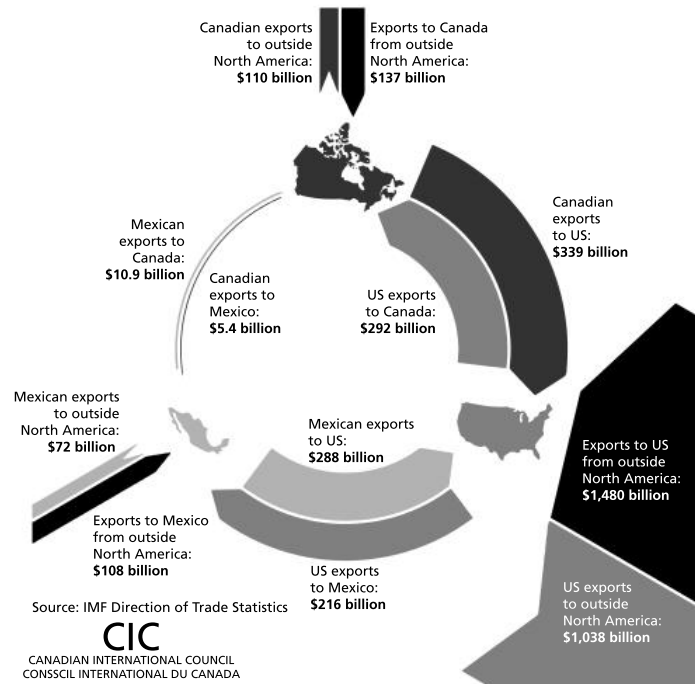 Canadian exports
to outside
North America:
$110 billion
Exports to Canada
from outside
North America:
$137 billion
Canadian
exports
to US:
$339 billion
Mexican
exports to
Canada:
$10.9 billion
Canadian
exports to
Mexico:
$5.4 billion
US exports
to Canada:
$292 billion
Mexican exports
to outside
North America:
$72 billion
Mexican exports
to US:
$288 billion
Exports to US
from outside
North America:
$1,480 billion
Exports to Mexico
from outside
North America:
$108 billion
US exports
to Mexico:
$216 billion
US exports
to outside
North America:
$1,038 billion
Source: IMF Direction of Trade Statistics
CIC
CANADIAN INTERNATIONAL COUNCIL
CONSSCIL INTERNATIONAL DU CANADA